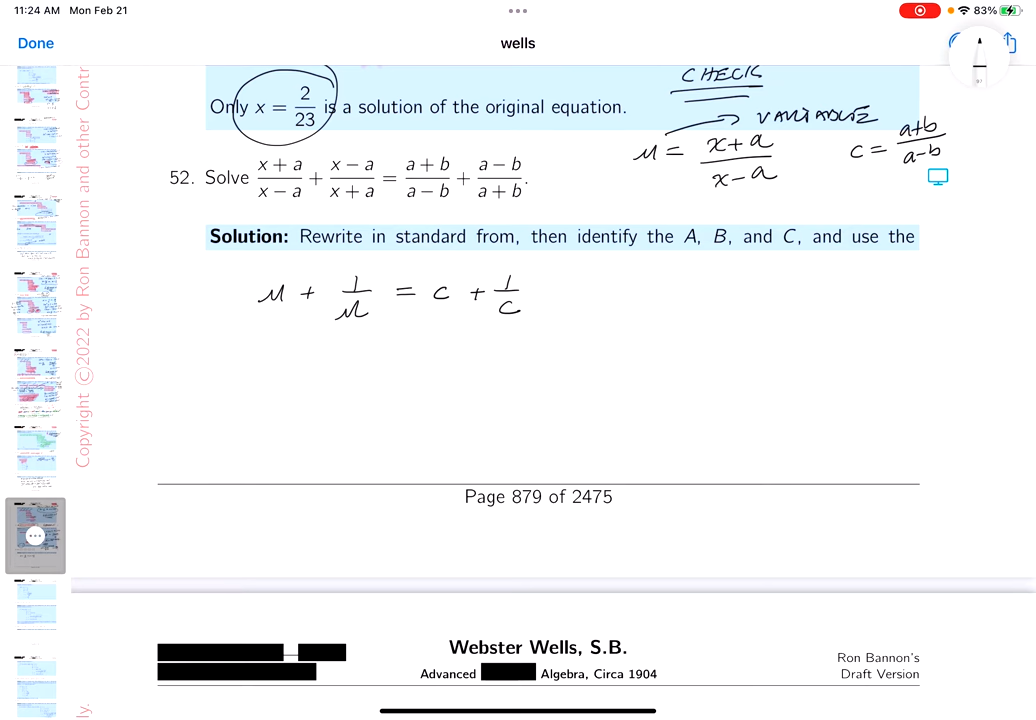 11:24 AM Mon Feb 21
83%
Done
wells
CHECK
Only x = 2/23 is a solution of the original equation.
→ VARIABLE
u = (x+a)/(x-a) c = (a+b)/(a-b)
52. Solve (x + a)/(x − a) + (x − a)/(x + a) = (a + b)/(a − b) + (a − b)/(a + b).
Solution: Rewrite in standard from, then identify the A, B, and C, and use the
u + 1/u = c + 1/c
Page 879 of 2475
Webster Wells, S.B.
Advanced Algebra, Circa 1904
Ron Bannon's
Draft Version
Copyright ©2022 by Ron Bannon and other Contr
ly.